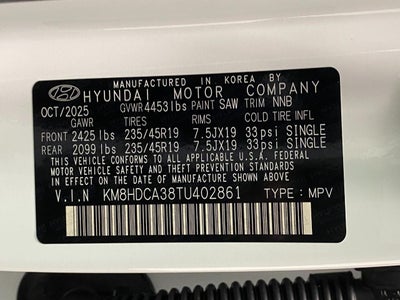 MANUFACTURED IN KOREA BY
HYUNDAI MOTOR COMPANY
OCT/2025 GVWR 4453lbs PAINT SAW TRIM NNB
GAWR TIRES RIMS COLD TIRE INFL
FRONT 2425 lbs 235/45R19 7.5JX19 33psi SINGLE
REAR 2099 lbs 235/45R19 7.5JX19 33psi SINGLE
THIS VEHICLE CONFORMS TO ALL APPLICABLE U.S.A. FEDERAL
MOTOR VEHICLE SAFETY, BUMPER, AND THEFT PREVENTION
STANDARDS IN EFFECT ON THE DATE OF MANUFACTURE SHOWN ABOVE.
V.I.N KM8HDCA38TU402861 TYPE : MPV